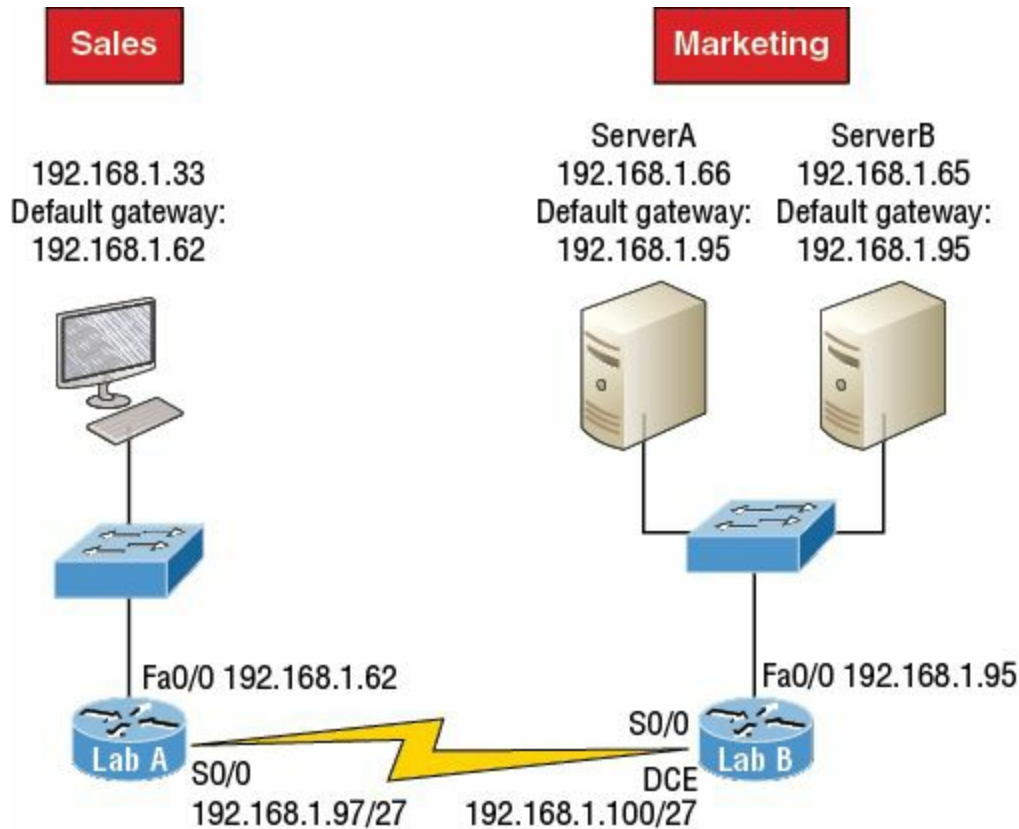 Sales
Marketing
192.168.1.33
Default gateway:
192.168.1.62
ServerA
192.168.1.66
Default gateway:
192.168.1.95
ServerB
192.168.1.65
Default gateway:
192.168.1.95
Fa0/0 192.168.1.62
Fa0/0 192.168.1.95
Lab A
S0/0
192.168.1.97/27
S0/0
DCE
192.168.1.100/27
Lab B